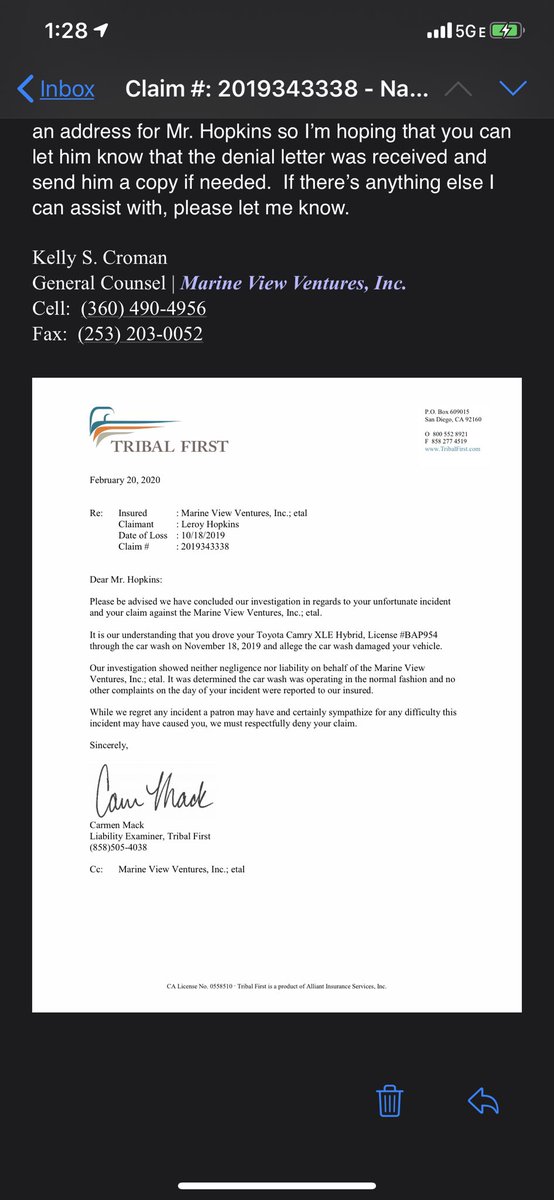 1:28
5GE
Inbox
Claim #: 2019343338 - Na...
an address for Mr. Hopkins so I'm hoping that you can
let him know that the denial letter was received and
send him a copy if needed.  If there's anything else I
can assist with, please let me know.
Kelly S. Croman
General Counsel | Marine View Ventures, Inc.
Cell:  (360) 490-4956
Fax:  (253) 203-0052
TRIBAL FIRST
P.O. Box 609015
San Diego, CA 92160
O 800 552 8921
F 858 277 4519
www.TribalFirst.com
February 20, 2020
Re: Insured : Marine View Ventures, Inc.; etal
Claimant : Leroy Hopkins
Date of Loss : 10/18/2019
Claim # : 2019343338
Dear Mr. Hopkins:
Please be advised we have concluded our investigation in regards to your unfortunate incident
and your claim against the Marine View Ventures, Inc.; etal.
It is our understanding that you drove your Toyota Camry XLE Hybrid, License #BAP954
through the car wash on November 18, 2019 and allege the car wash damaged your vehicle.
Our investigation showed neither negligence nor liability on behalf of the Marine View
Ventures, Inc.; etal. It was determined the car wash was operating in the normal fashion and no
other complaints on the day of your incident were reported to our insured.
While we regret any incident a patron may have and certainly sympathize for any difficulty this
incident may have caused you, we must respectfully deny your claim.
Sincerely,
Carmen Mack
Liability Examiner, Tribal First
(858)505-4038
Cc: Marine View Ventures, Inc.; etal
CA License No. 0558510 · Tribal First is a product of Alliant Insurance Services, Inc.